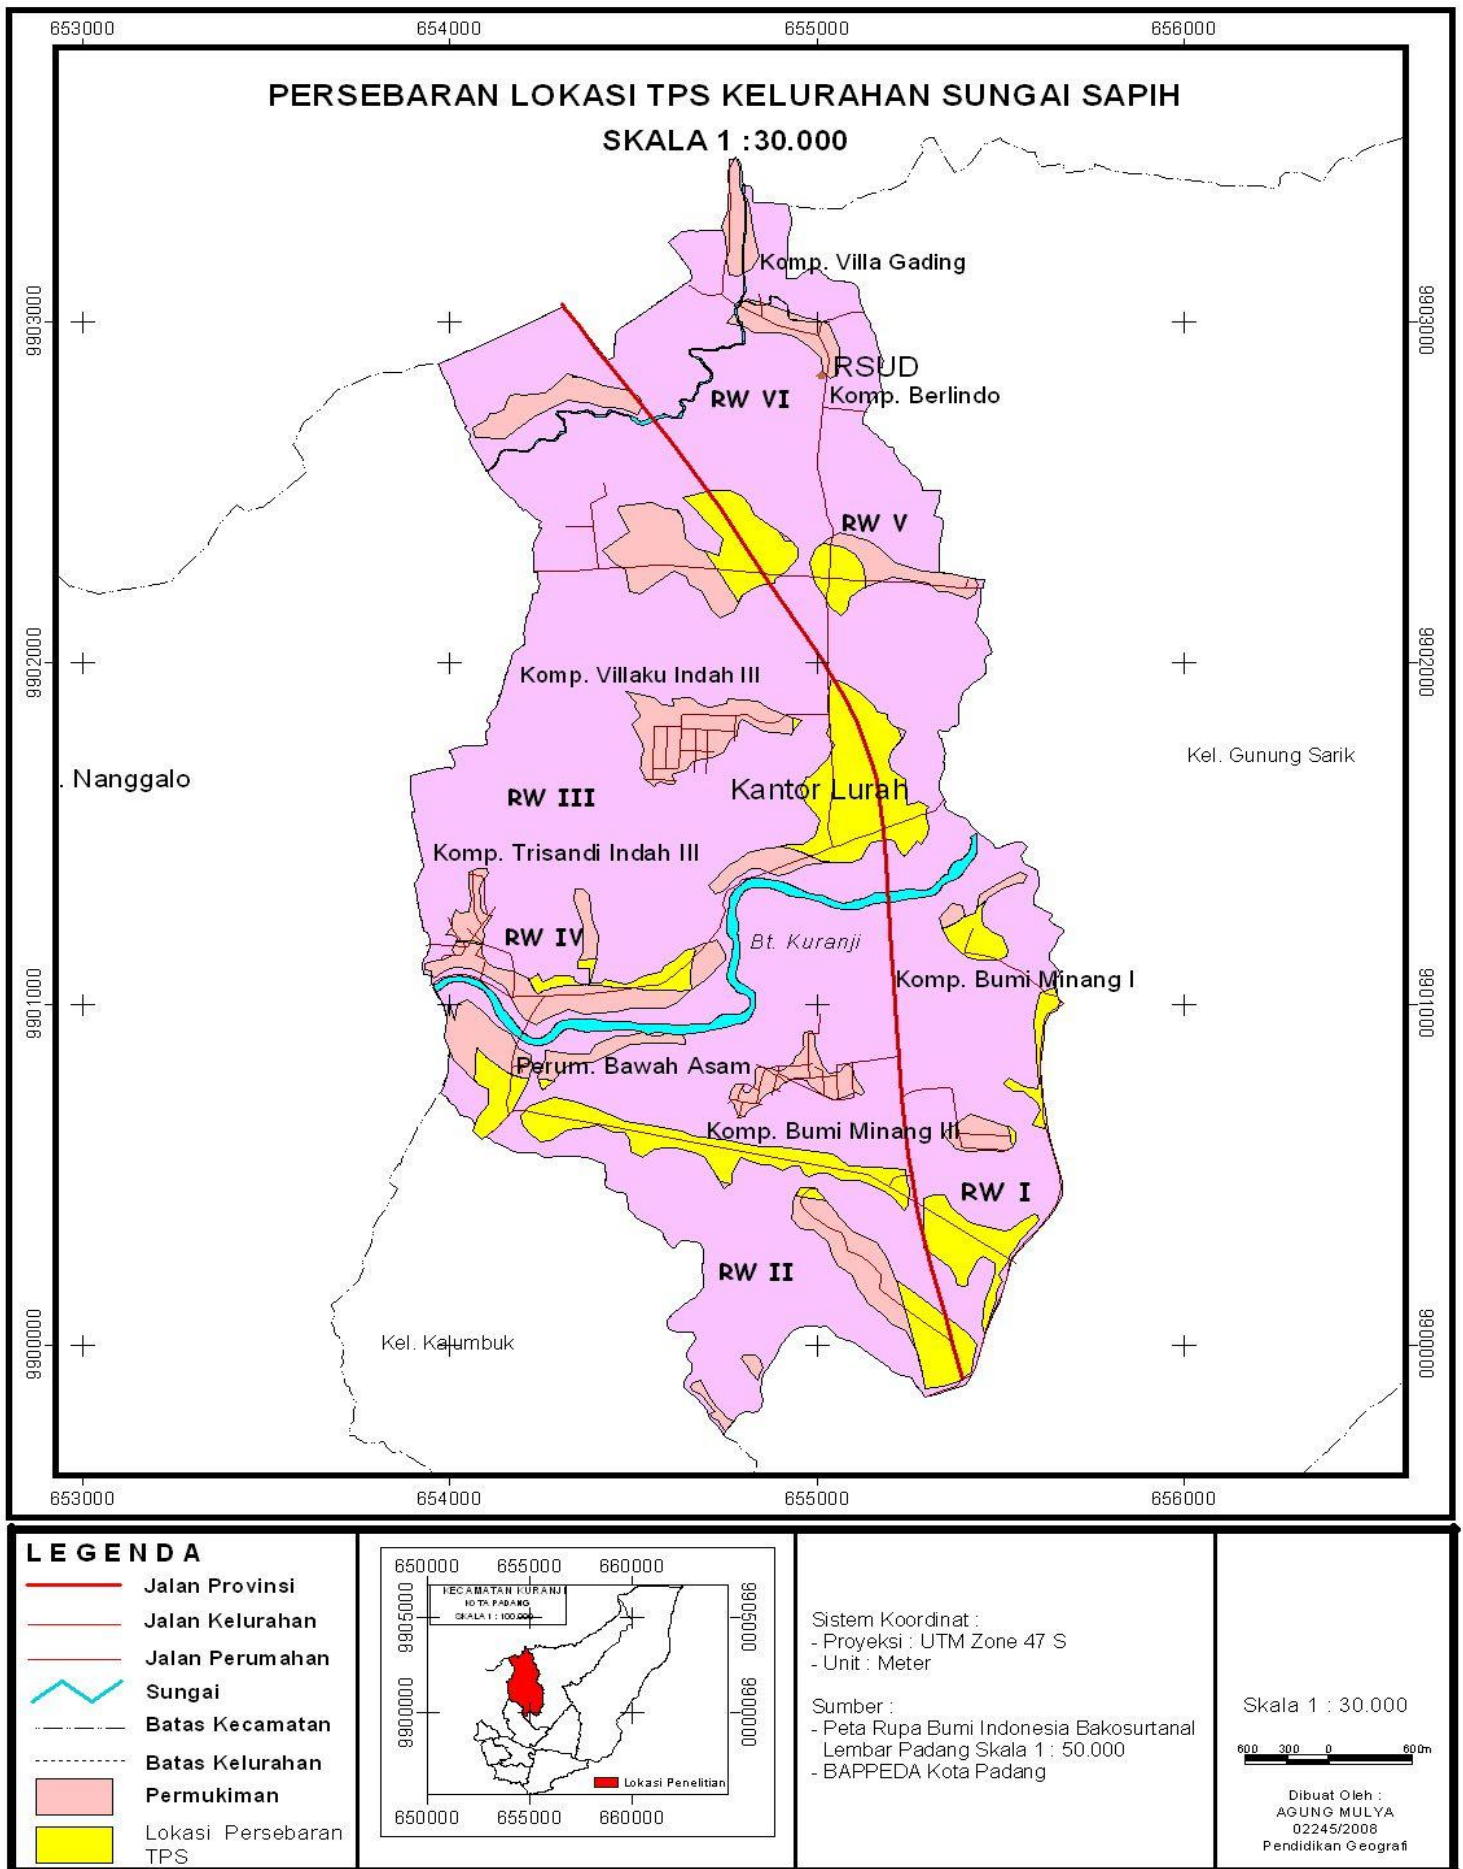 653000 654000 655000 656000
PERSEBARAN LOKASI TPS KELURAHAN SUNGAI SAPIH
SKALA 1 :30.000
Komp. Villa Gading
9903000
9903000
RSUD
RW VI
Komp. Berlindo
RW V
9902000
9902000
Komp. Villaku Indah III
Kel. Gunung Sarik
. Nanggalo
Kantor Lurah
RW III
Komp. Trisandi Indah III
RW IV
Bt. Kuranji
Komp. Bumi Minang I
9901000
9901000
Perum. Bawah Asam
Komp. Bumi Minang III
RW I
RW II
9900000
9900000
Kel. Kalumbuk
653000 654000 655000 656000
LEGENDA
Jalan Provinsi
Jalan Kelurahan
Jalan Perumahan
Sungai
Batas Kecamatan
Batas Kelurahan
Permukiman
Lokasi Persebaran
TPS
650000 655000 660000
KECAMATAN KURANJI
KOTA PADANG
SKALA 1 : 100.000
9905000
9905000
9900000
9900000
Lokasi Penelitian
650000 655000 660000
Sistem Koordinat :
- Proyeksi : UTM Zone 47 S
- Unit : Meter
Sumber :
- Peta Rupa Bumi Indonesia Bakosurtanal
Lembar Padang Skala 1 : 50.000
- BAPPEDA Kota Padang
Skala 1 : 30.000
600 300 0 600m
Dibuat Oleh :
AGUNG MULYA
02245/2008
Pendidikan Geografi